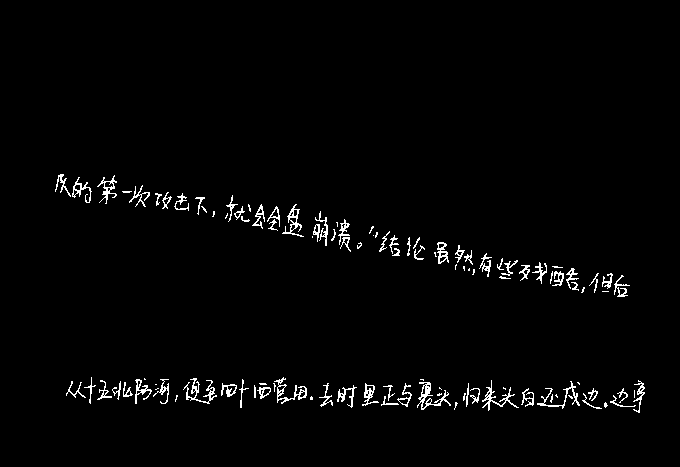 队的第一次攻击下，就会全盘崩溃。”结论虽然有些残酷，但后
从十五北防河，便至四十西营田。去时里正与裹头，归来头白还戍边。边亭